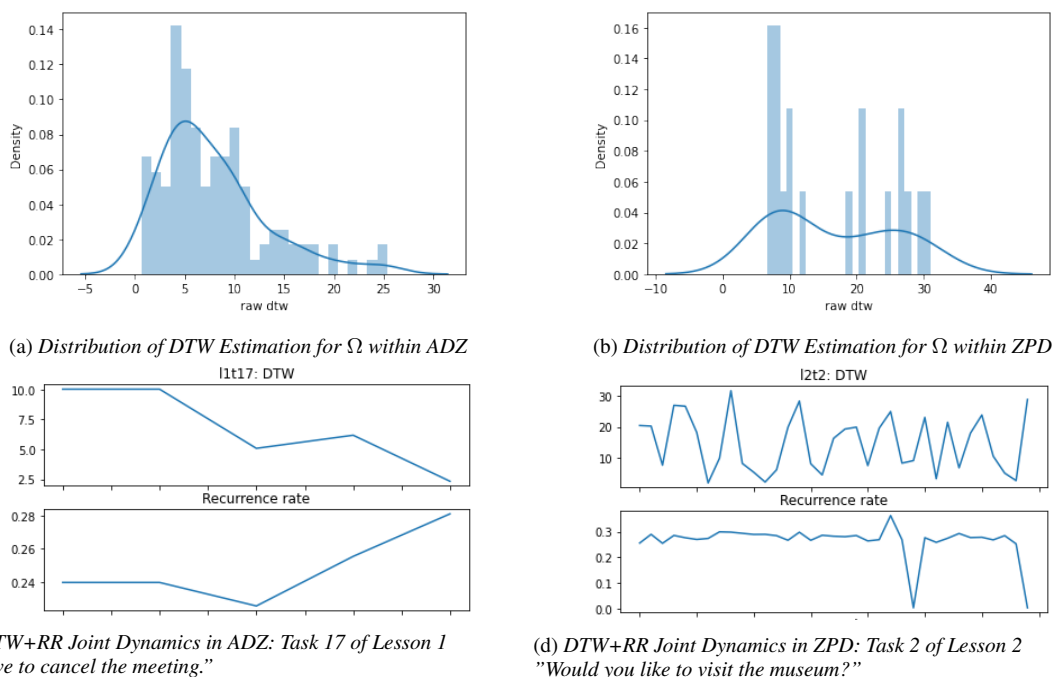 0.14
0.12
0.10
0.08
0.06
0.04
0.02
0.00
Density
−5 0 5 10 15 20 25 30
raw dtw
(a) Distribution of DTW Estimation for Ω within ADZ
0.16
0.14
0.12
0.10
0.08
0.06
0.04
0.02
0.00
Density
−10 0 10 20 30 40
raw dtw
(b) Distribution of DTW Estimation for Ω within ZPD
l1t17: DTW
10.0
7.5
5.0
2.5
Recurrence rate
0.28
0.26
0.24
TW+RR Joint Dynamics in ADZ: Task 17 of Lesson 1
ve to cancel the meeting.”
l2t2: DTW
30
20
10
Recurrence rate
0.3
0.2
0.1
0.0
(d) DTW+RR Joint Dynamics in ZPD: Task 2 of Lesson 2
”Would you like to visit the museum?”